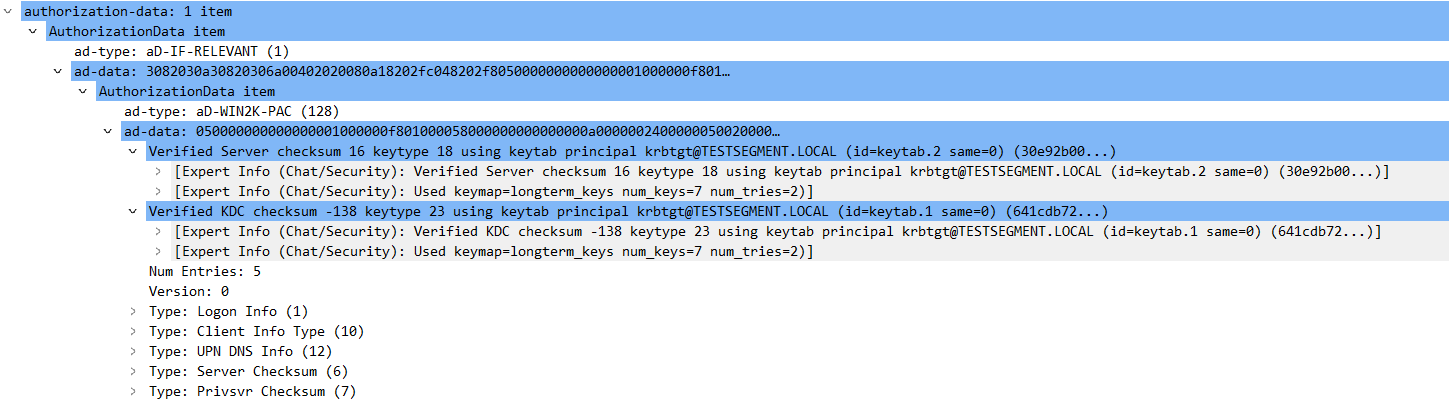 authorization-data: 1 item
AuthorizationData item
ad-type: aD-IF-RELEVANT (1)
ad-data: 3082030a30820306a00402020080a18202fc048202f80500000000000000001000000f801…
AuthorizationData item
ad-type: aD-WIN2K-PAC (128)
ad-data: 050000000000000001000000f80100005800000000000000000a0000002400000050020000…
Verified Server checksum 16 keytype 18 using keytab principal krbtgt@TESTSEGMENT.LOCAL (id=keytab.2 same=0) (30e92b00...)
[Expert Info (Chat/Security): Verified Server checksum 16 keytype 18 using keytab principal krbtgt@TESTSEGMENT.LOCAL (id=keytab.2 same=0) (30e92b00...)]
[Expert Info (Chat/Security): Used keymap=longterm_keys num_keys=7 num_tries=2)]
Verified KDC checksum -138 keytype 23 using keytab principal krbtgt@TESTSEGMENT.LOCAL (id=keytab.1 same=0) (641cdb72...)
[Expert Info (Chat/Security): Verified KDC checksum -138 keytype 23 using keytab principal krbtgt@TESTSEGMENT.LOCAL (id=keytab.1 same=0) (641cdb72...)]
[Expert Info (Chat/Security): Used keymap=longterm_keys num_keys=7 num_tries=2)]
Num Entries: 5
Version: 0
Type: Logon Info (1)
Type: Client Info Type (10)
Type: UPN DNS Info (12)
Type: Server Checksum (6)
Type: Privsvr Checksum (7)